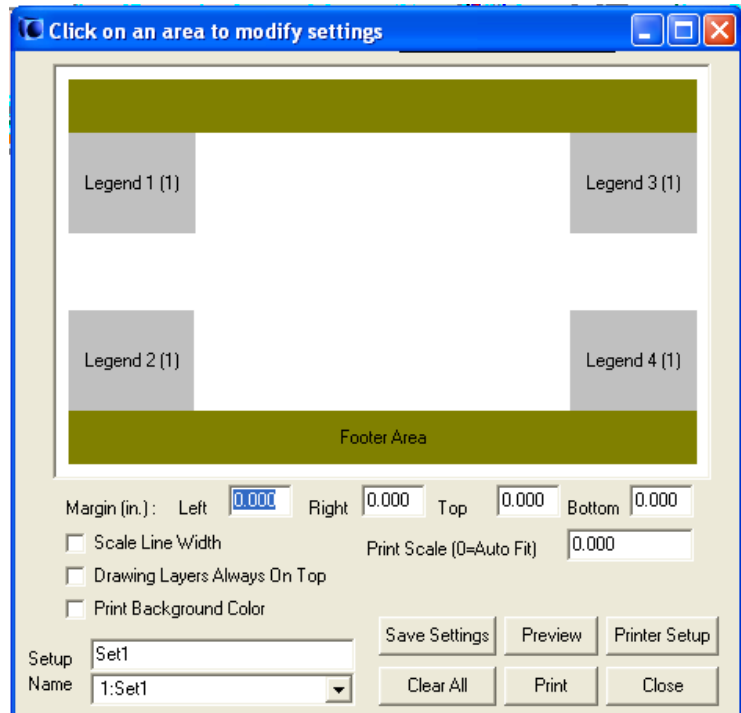 Click on an area to modify settings
Legend 1 (1) Legend 3 (1)
Legend 2 (1) Legend 4 (1)
Footer Area
Margin (in.) : Left 0.000 Right 0.000 Top 0.000 Bottom 0.000
Scale Line Width Print Scale (0=Auto Fit) 0.000
Drawing Layers Always On Top
Print Background Color
Save Settings Preview Printer Setup
Setup Name Set1
1:Set1 Clear All Print Close